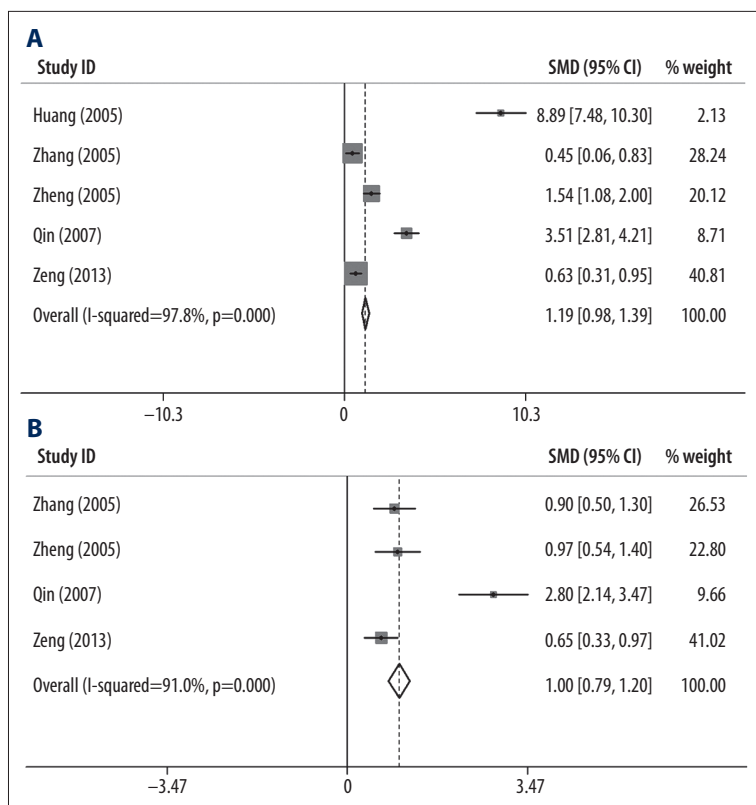 A
Study ID SMD (95% CI) % weight
Huang (2005) 8.89 [7.48, 10.30] 2.13
Zhang (2005) 0.45 [0.06, 0.83] 28.24
Zheng (2005) 1.54 [1.08, 2.00] 20.12
Qin (2007) 3.51 [2.81, 4.21] 8.71
Zeng (2013) 0.63 [0.31, 0.95] 40.81
Overall (I-squared=97.8%, p=0.000) 1.19 [0.98, 1.39] 100.00
−10.3 0 10.3
B
Study ID SMD (95% CI) % weight
Zhang (2005) 0.90 [0.50, 1.30] 26.53
Zheng (2005) 0.97 [0.54, 1.40] 22.80
Qin (2007) 2.80 [2.14, 3.47] 9.66
Zeng (2013) 0.65 [0.33, 0.97] 41.02
Overall (I-squared=91.0%, p=0.000) 1.00 [0.79, 1.20] 100.00
−3.47 0 3.47